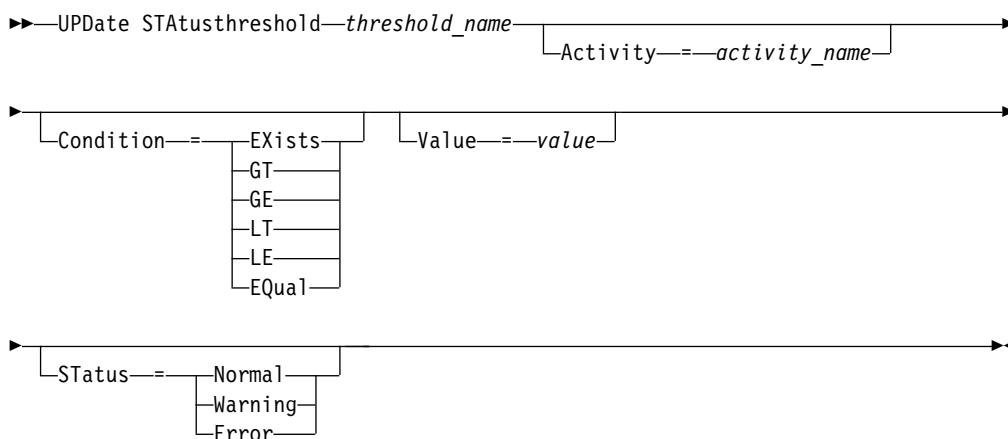 UPDate STAtusthreshold threshold_name
Activity = activity_name
Condition = EXists Value = value
GT
GE
LT
LE
EQual
STatus = Normal
Warning
Error